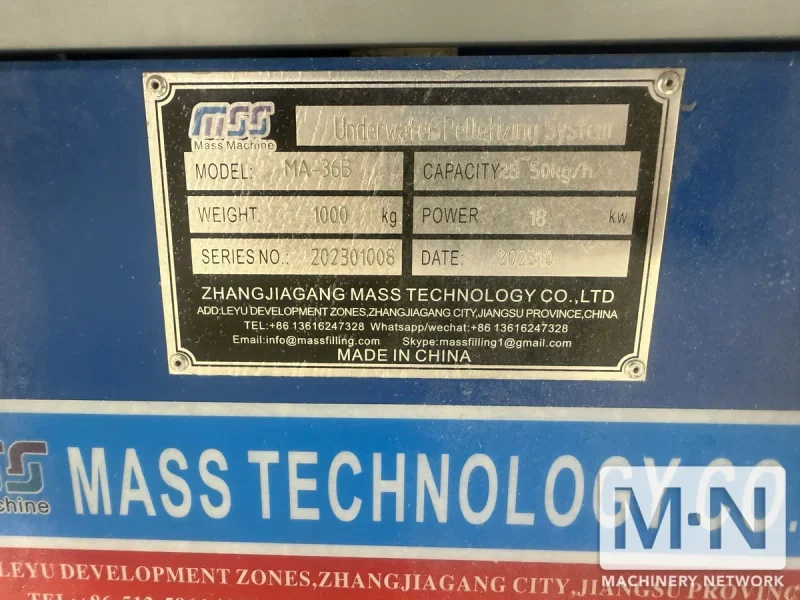 mss
Mass Machine
Underwater Pelletizing System
MODEL: MA-36B
CAPACITY 25 50kg/h
WEIGHT. 1000 kg
POWER 18 kw
SERIES NO.: 202301008
DATE: 202310
ZHANGJIAGANG MASS TECHNOLOGY CO.,LTD
ADD:LEYU DEVELOPMENT ZONES,ZHANGJIAGANG CITY,JIANGSU PROVINCE,CHINA
TEL:+86 13616247328 Whatsapp/wechat:+86 13616247328
Email:info@massfilling.com Skype:massfilling1@gmail.com
MADE IN CHINA
MASS TECHNOLOGY CO.
chine
M·N
MACHINERY NETWORK
LEYU DEVELOPMENT ZONES,ZHANGJIAGANG CITY,JIANGSU PROVINC